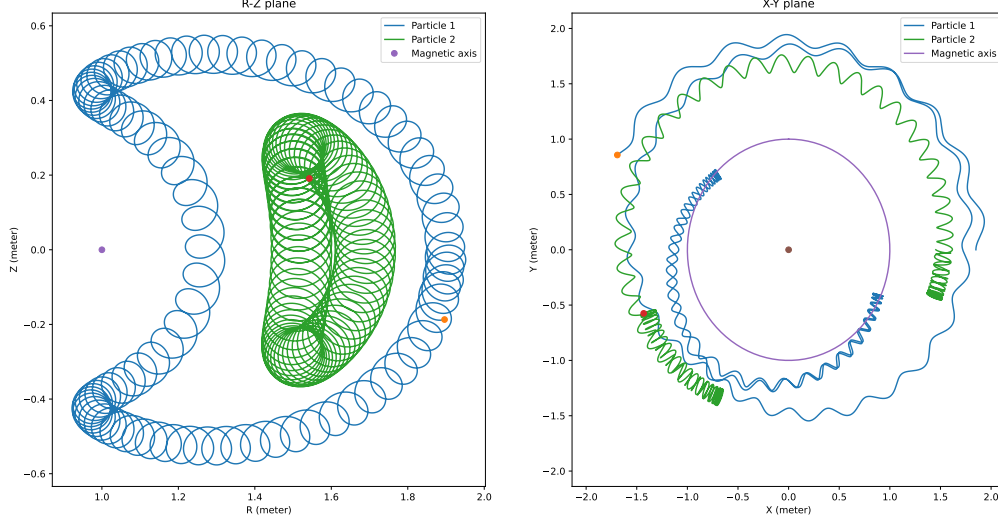 R-Z plane
Particle 1
Particle 2
Magnetic axis
0.6
0.4
0.2
0.0
−0.2
−0.4
−0.6
1.0
1.2
1.4
1.6
1.8
2.0
R (meter)
Z (meter)
X-Y plane
Particle 1
Particle 2
Magnetic axis
2.0
1.5
1.0
0.5
0.0
−0.5
−1.0
−1.5
−2.0
−2.0
−1.5
−1.0
−0.5
0.0
0.5
1.0
1.5
2.0
X (meter)
Y (meter)